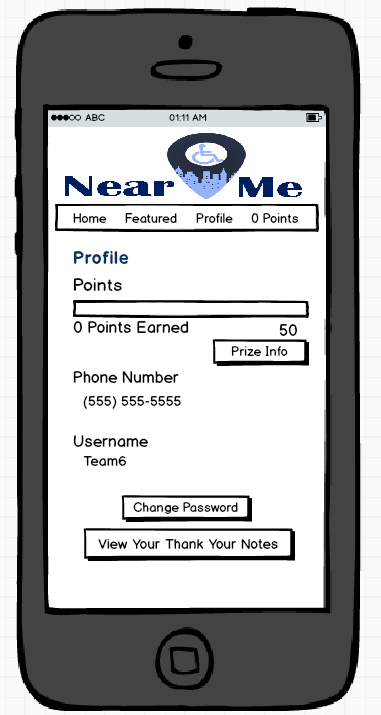 ABC 01:11 AM
Near Me
Home Featured Profile 0 Points
Profile
Points
0 Points Earned 50
Prize Info
Phone Number
(555) 555-5555
Username
Team6
Change Password
View Your Thank Your Notes